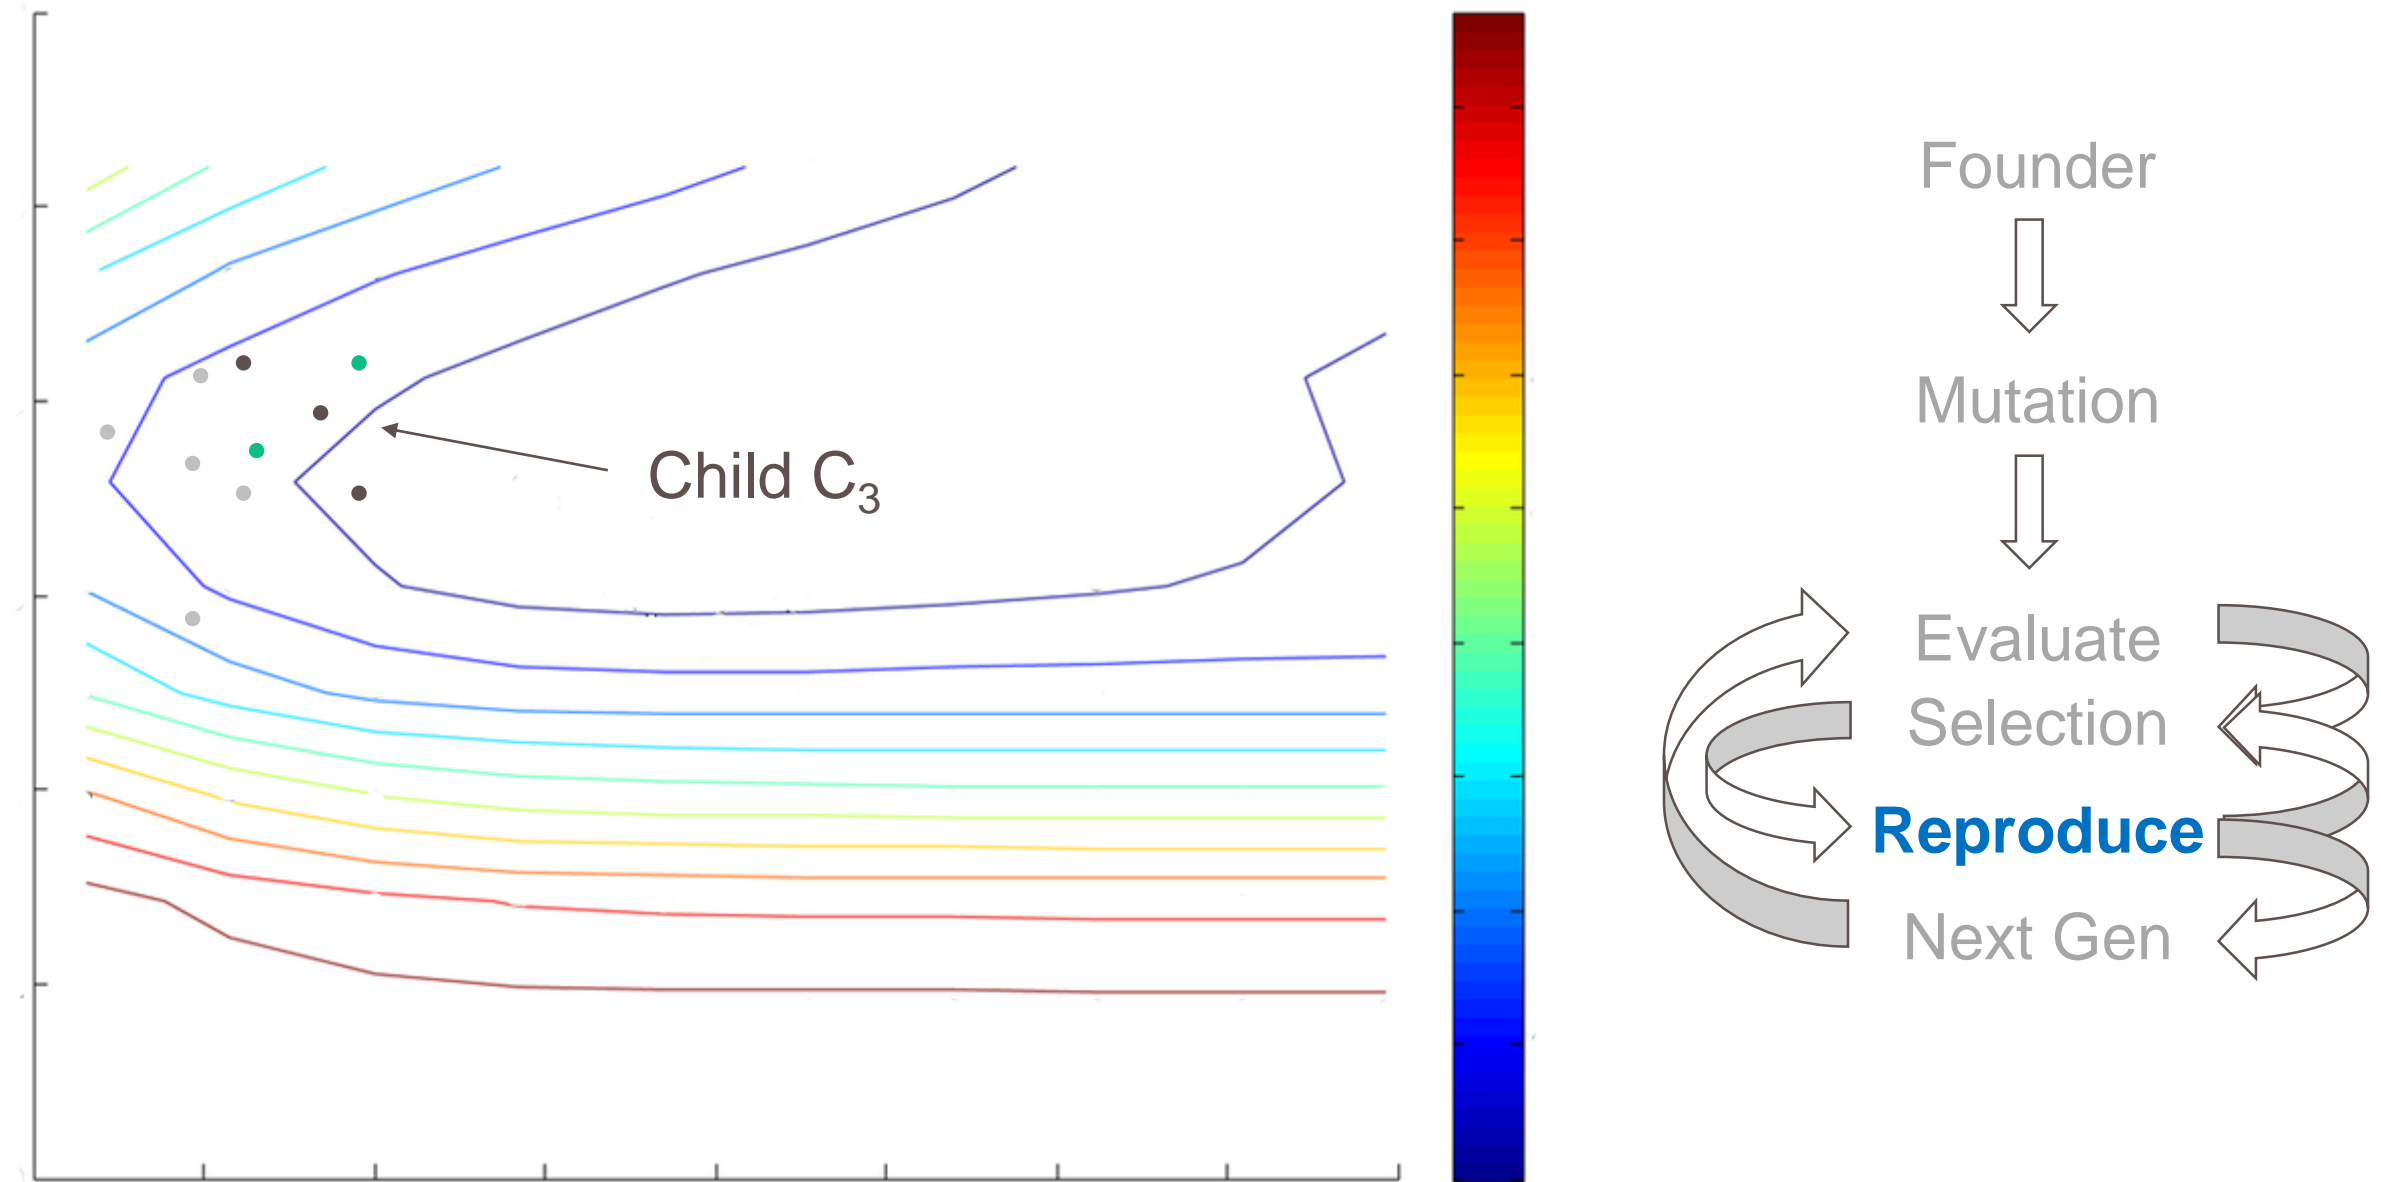 Child C₃
Founder
Mutation
Evaluate
Selection
Reproduce
Next Gen